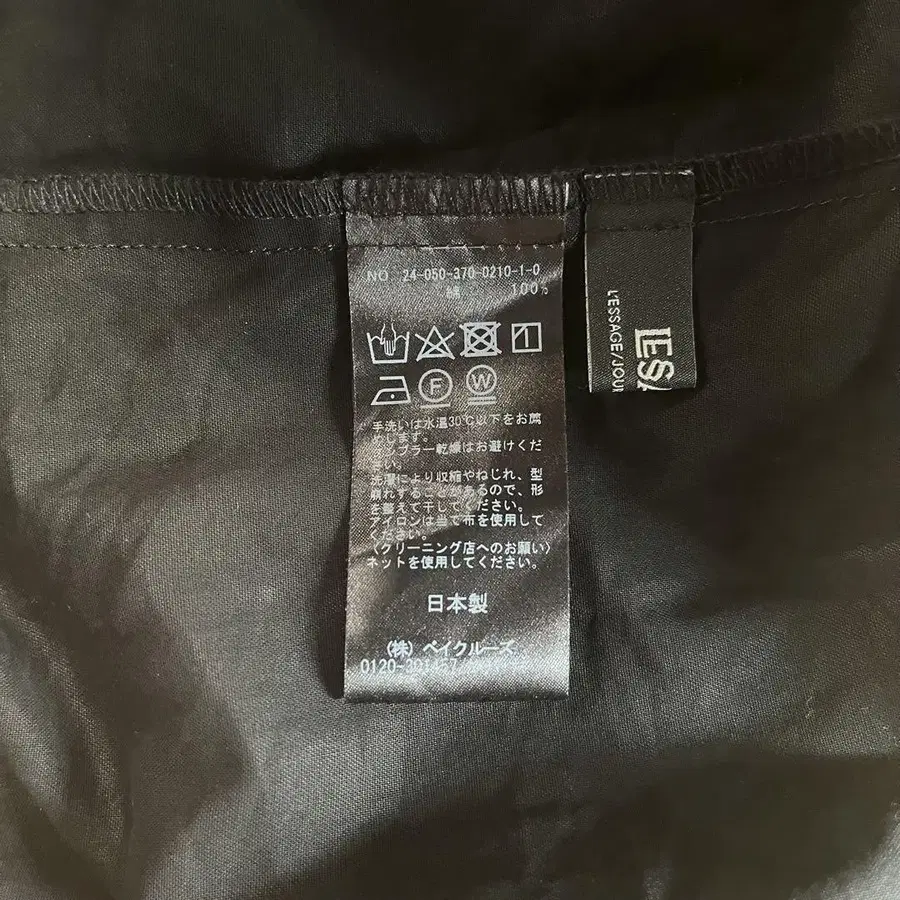 NO. 24-050-370-0210-1-0
綿 100%
F W
手洗いは水温30℃以下をお薦
めします。
タンブラー乾燥はお避けくだ
さい。
洗濯により収縮やねじれ、型
崩れすることがあるので、形
を整えて干してください。
アイロンは当て布を使用して
ください。
〈クリーニング店へのお願い〉
ネットを使用してください。
日本製
(株) ベイクルーズ
0120-301457
LESSA
L'ESSAGE/JOUR